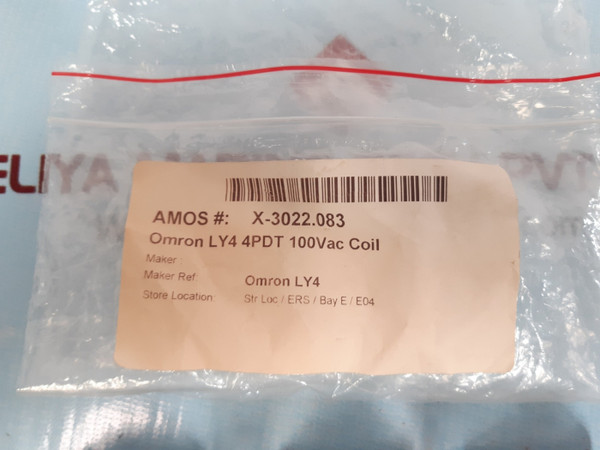 ELIYA
AMOS #: X-3022.083
Omron LY4 4PDT 100Vac Coil
Maker :
Maker Ref: Omron LY4
Store Location: Str Loc / ERS / Bay E / E04